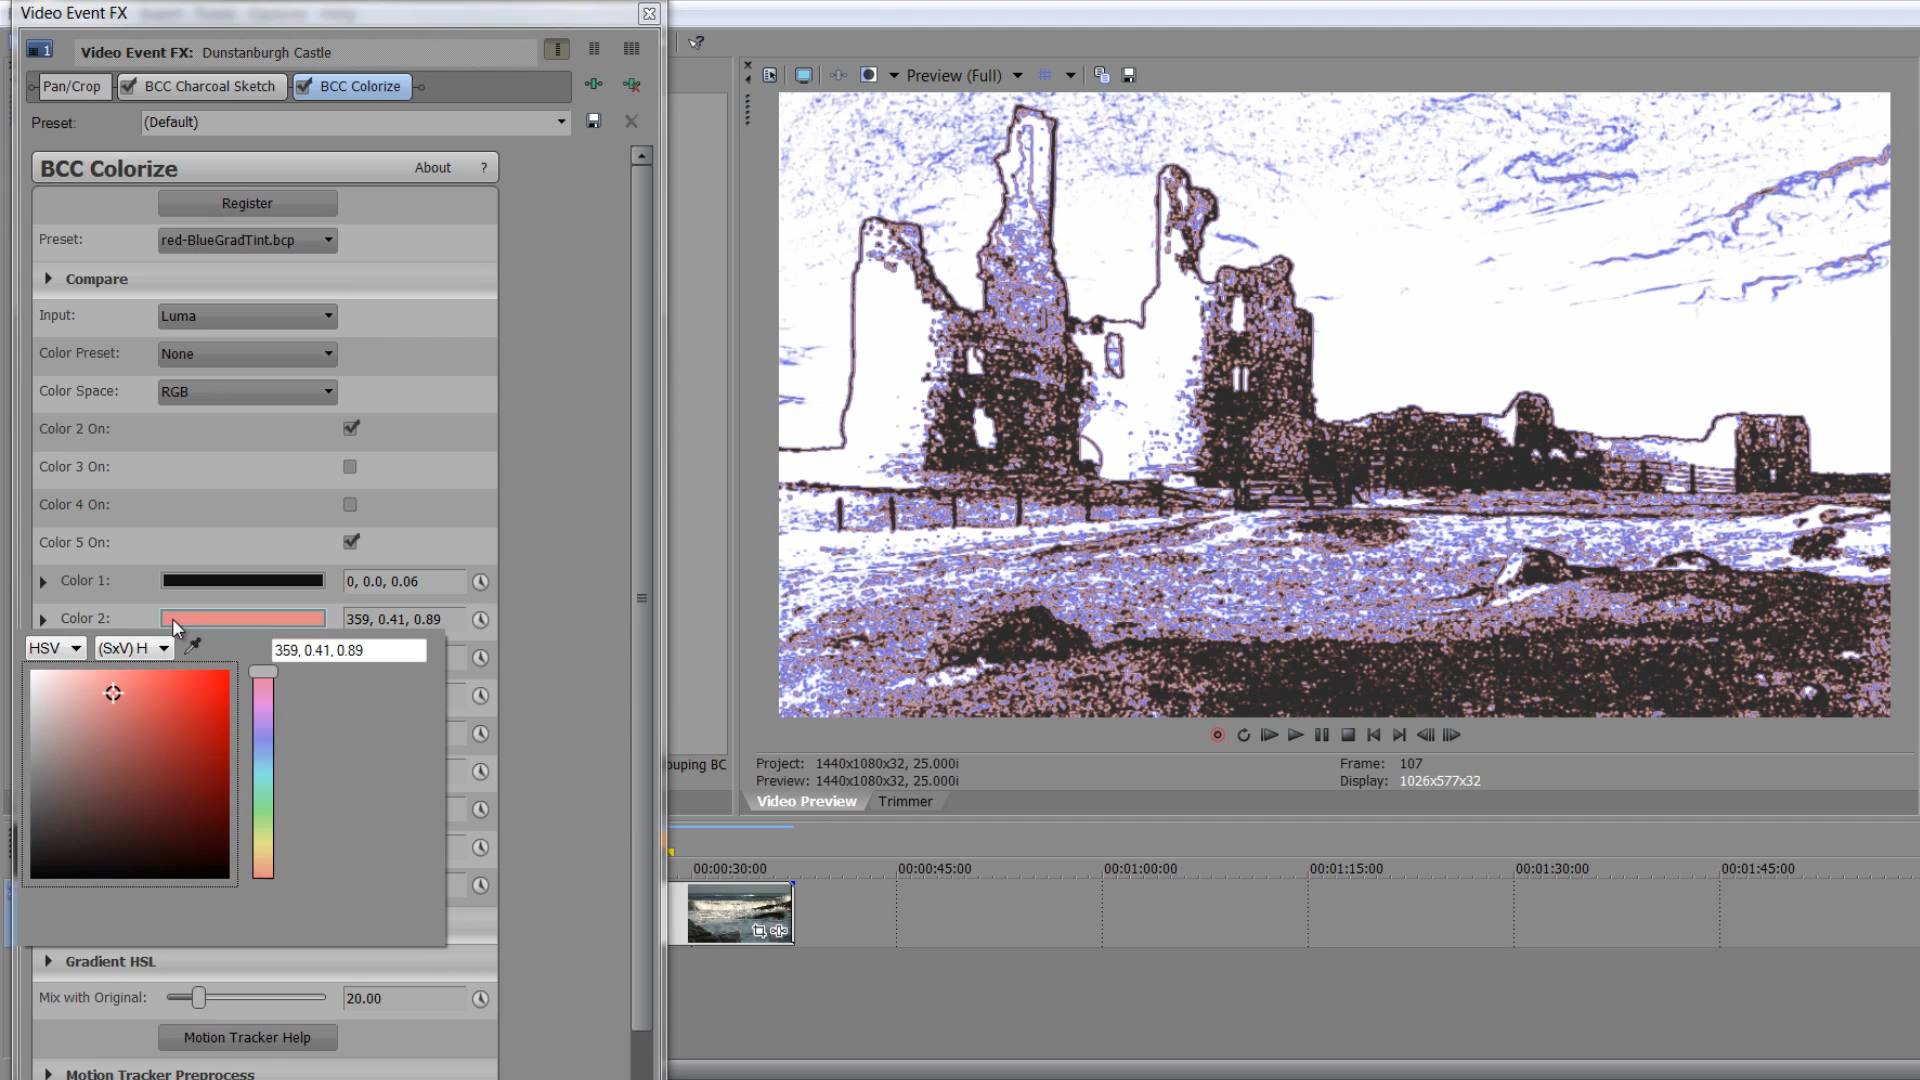 Video Event FX
1
Video Event FX: Dunstanburgh Castle
Pan/Crop
BCC Charcoal Sketch
BCC Colorize
Preset:
(Default)
BCC Colorize
About
?
Register
Preset:
red-BlueGradTint.bcp
Compare
Input:
Luma
Color Preset:
None
Color Space:
RGB
Color 2 On:
Color 3 On:
Color 4 On:
Color 5 On:
Color 1:
0, 0.0, 0.06
Color 2:
359, 0.41, 0.89
HSV
(SxV) H
359, 0.41, 0.89
Gradient HSL
Mix with Original:
20.00
Motion Tracker Help
Motion Tracker Preprocess
Preview (Full)
ouping BC
Project: 1440x1080x32, 25.000i
Preview: 1440x1080x32, 25.000i
Frame: 107
Display: 1026x577x32
Video Preview
Trimmer
00:00:30:00
00:00:45:00
00:01:00:00
00:01:15:00
00:01:30:00
00:01:45:00